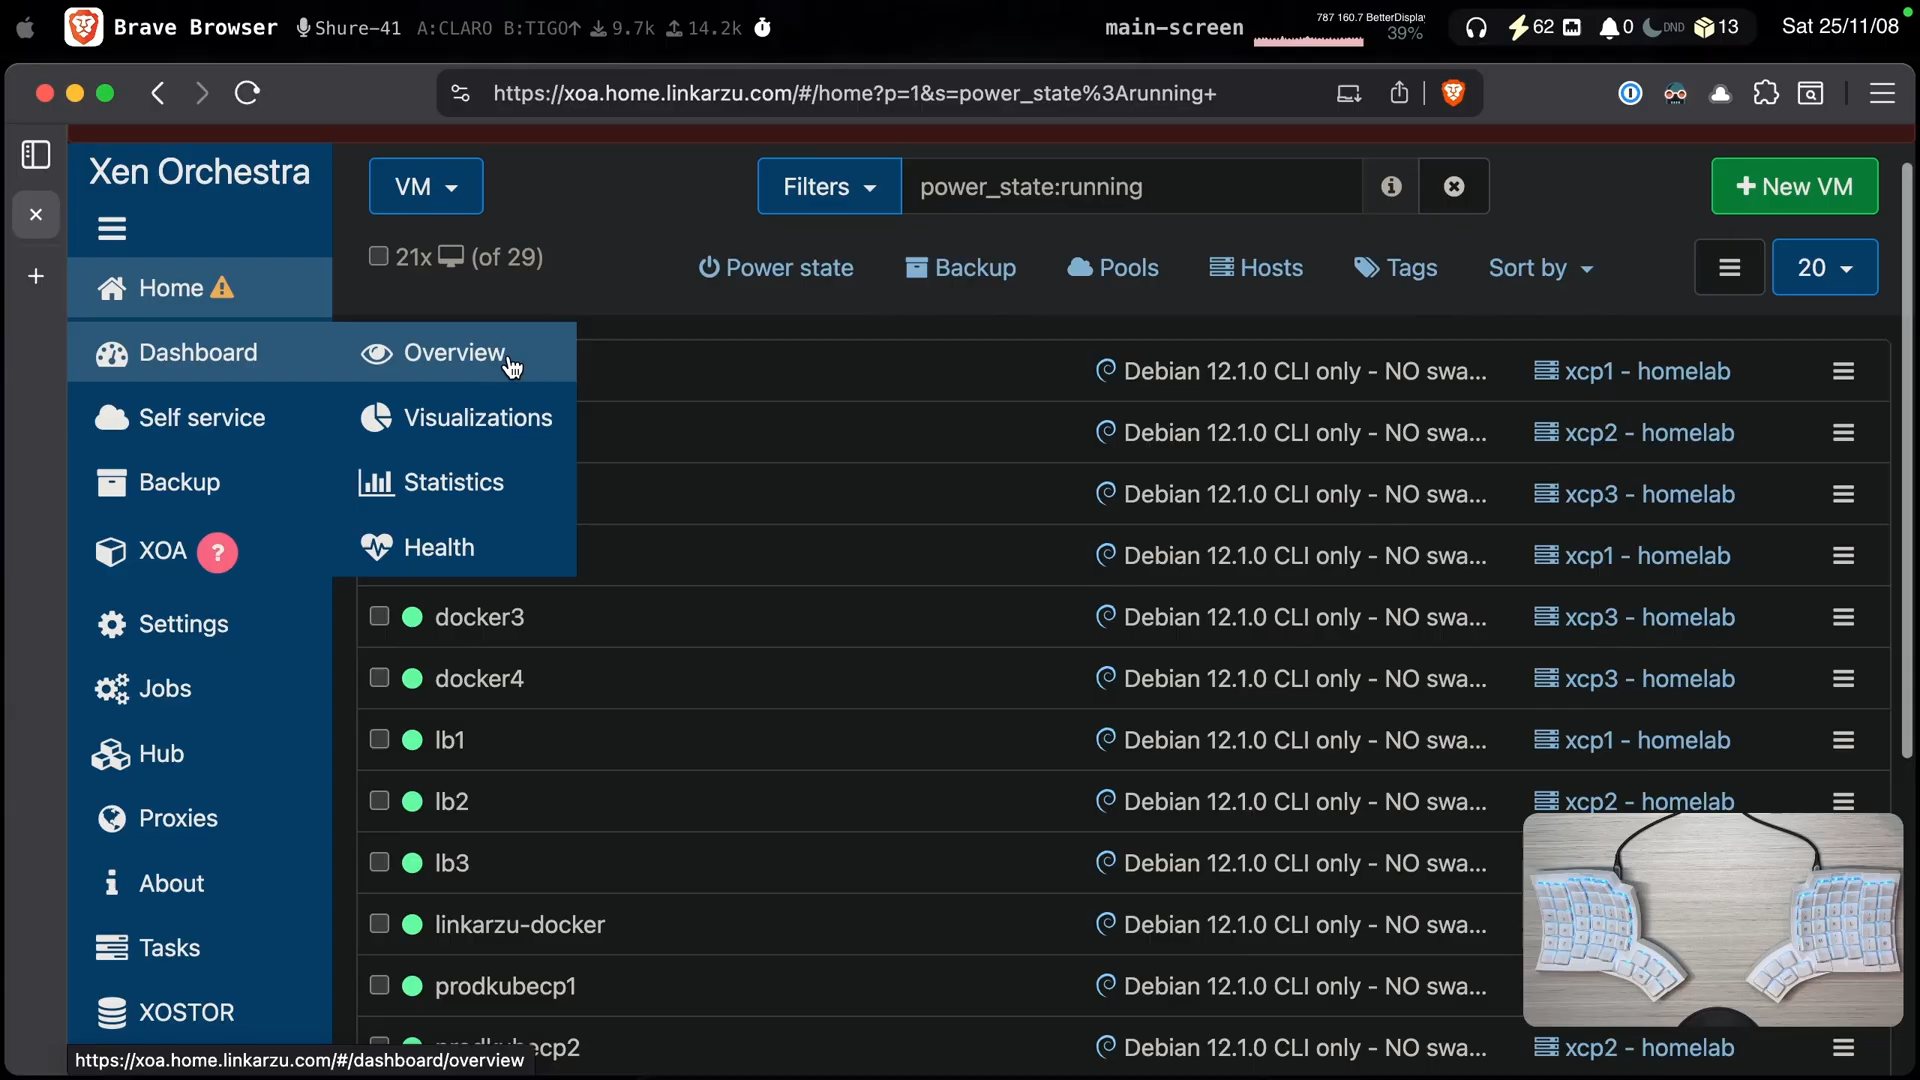 Brave Browser Shure-41 A:CLARO B:TIGO↑ 9.7k 14.2k main-screen 787 160.7 BetterDisplay 39% 62 0 DND 13 Sat 25/11/08
https://xoa.home.linkarzu.com/#/home?p=1&s=power_state%3Arunning+
Xen Orchestra VM Filters power_state:running + New VM
21x (of 29) Power state Backup Pools Hosts Tags Sort by 20
Home
Dashboard
Self service
Backup
XOA ?
Settings
Jobs
Hub
Proxies
About
Tasks
XOSTOR
Overview
Visualizations
Statistics
Health
Debian 12.1.0 CLI only - NO swa... xcp1 - homelab
Debian 12.1.0 CLI only - NO swa... xcp2 - homelab
Debian 12.1.0 CLI only - NO swa... xcp3 - homelab
Debian 12.1.0 CLI only - NO swa... xcp1 - homelab
docker3 Debian 12.1.0 CLI only - NO swa... xcp3 - homelab
docker4 Debian 12.1.0 CLI only - NO swa... xcp3 - homelab
lb1 Debian 12.1.0 CLI only - NO swa... xcp1 - homelab
lb2 Debian 12.1.0 CLI only - NO swa... xcp2 - homelab
lb3 Debian 12.1.0 CLI only - NO swa...
linkarzu-docker Debian 12.1.0 CLI only - NO swa...
prodkubecp1 Debian 12.1.0 CLI only - NO swa...
prodkubecp2 Debian 12.1.0 CLI only - NO swa... xcp2 - homelab
https://xoa.home.linkarzu.com/#/dashboard/overview